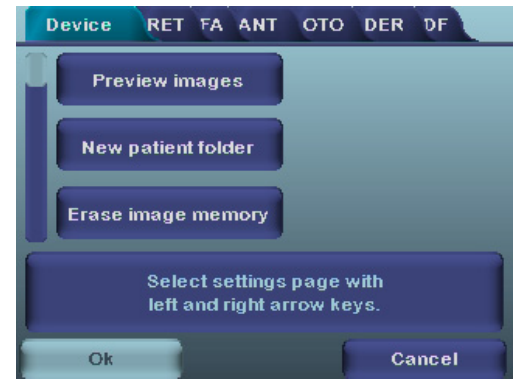 Device RET FA ANT OTO DER DF
Preview images
New patient folder
Erase image memory
Select settings page with
left and right arrow keys.
Ok Cancel